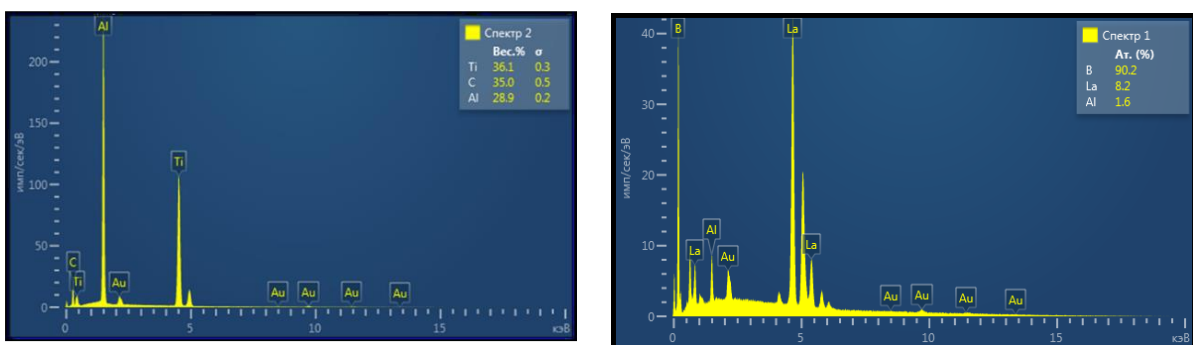 Al
Спектр 2
Вес.% σ
Ti 36.1 0.3
C 35.0 0.5
Al 28.9 0.2
200
150
100
50
0
имп/сек/эВ
Ti
C
Ti
Au
Au
Au
Au
Au
0 5 10 15 кэВ
B
La
Спектр 1
Ат. (%)
B 90.2
La 8.2
Al 1.6
40
30
20
10
0
имп/сек/эВ
Al
La
Au
La
Au
Au
Au
Au
0 5 10 15 кэВ